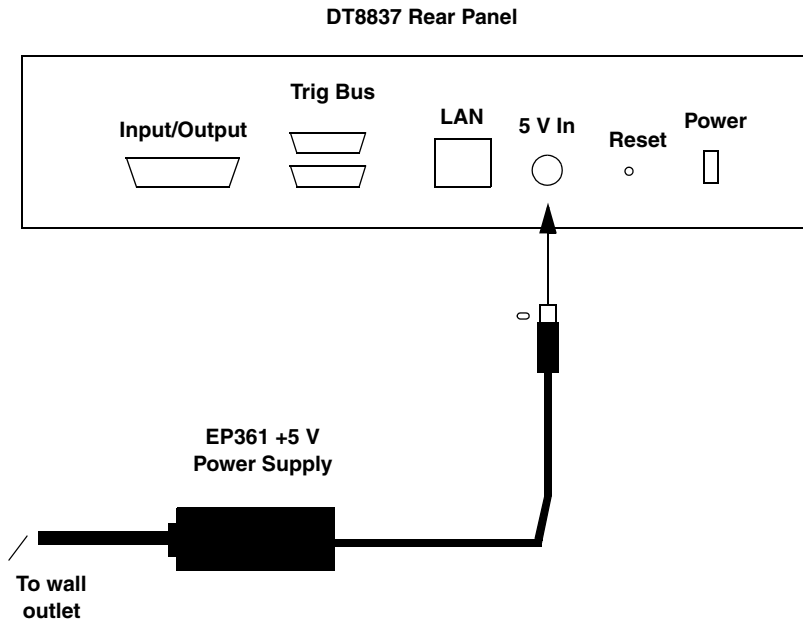 DT8837 Rear Panel
Trig Bus
Input/Output
LAN
5 V In
Reset
Power
EP361 +5 V
Power Supply
To wall
outlet